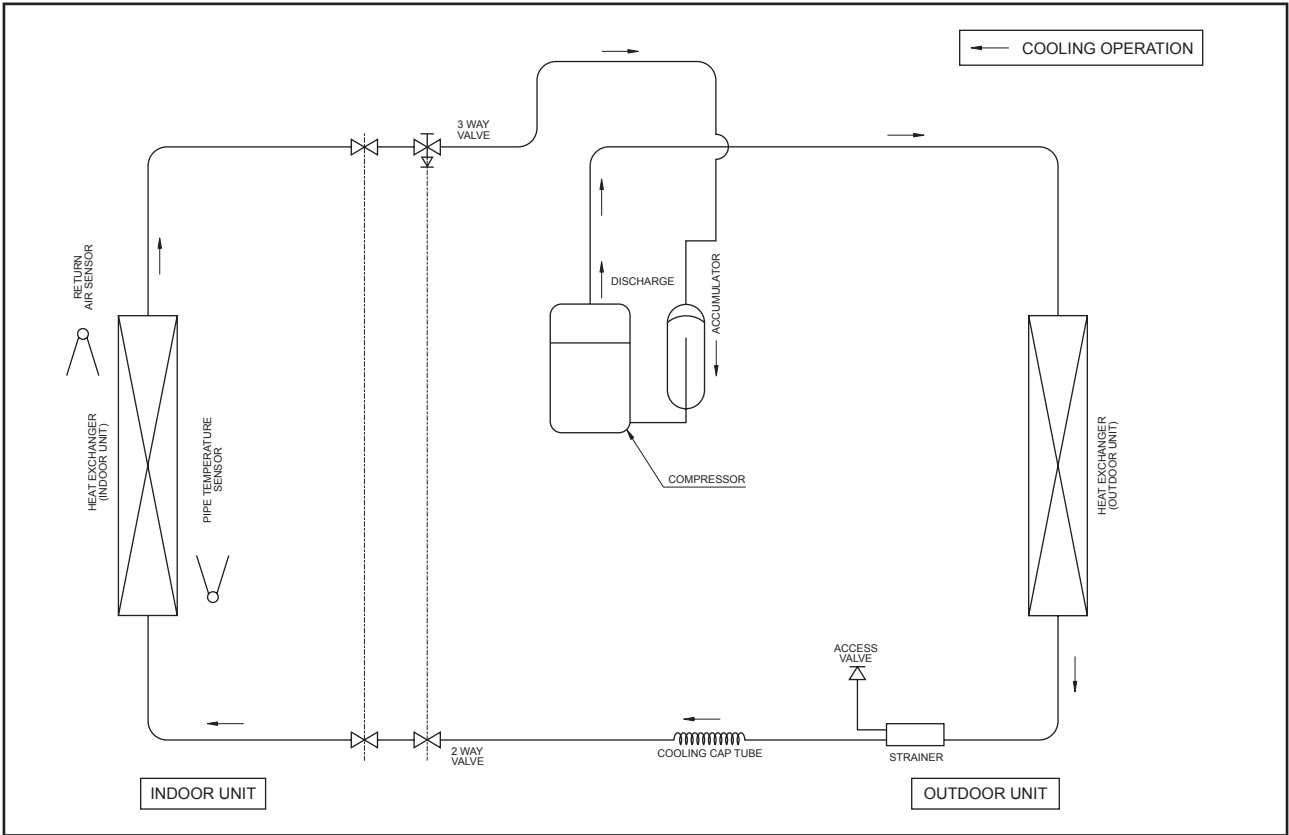 COOLING OPERATION
3 WAY
VALVE
RETURN
AIR SENSOR
DISCHARGE
ACCUMULATOR
HEAT EXCHANGER
(INDOOR UNIT)
PIPE TEMPERATURE
SENSOR
COMPRESSOR
HEAT EXCHANGER
(OUTDOOR UNIT)
ACCESS
VALVE
2 WAY
VALVE
COOLING CAP TUBE
STRAINER
INDOOR UNIT
OUTDOOR UNIT